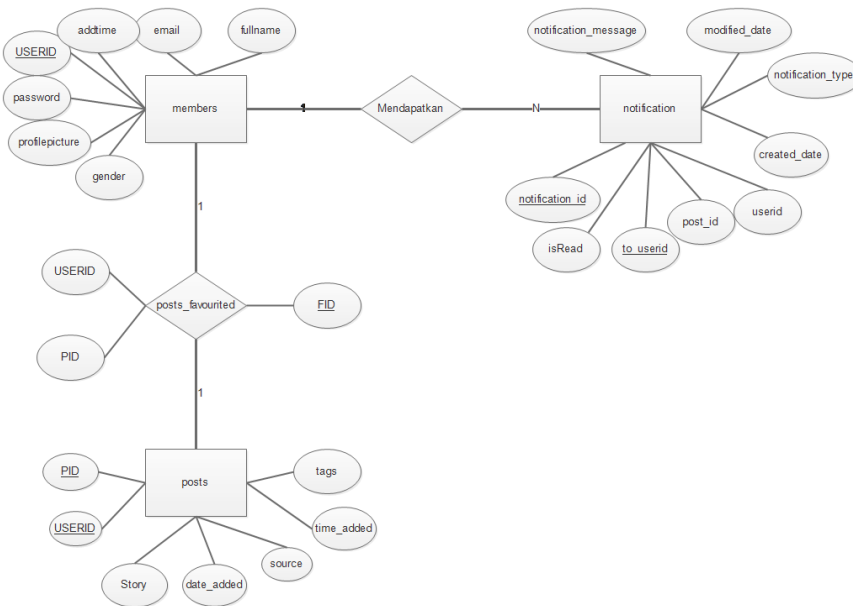 addtime
email
fullname
USERID
password
profilepicture
gender
members
1
Mendapatkan
N
notification
notification_message
modified_date
notification_type
created_date
userid
post_id
to_userid
isRead
notification_id
1
USERID
PID
posts_favourited
FID
1
posts
PID
USERID
Story
date_added
source
time_added
tags